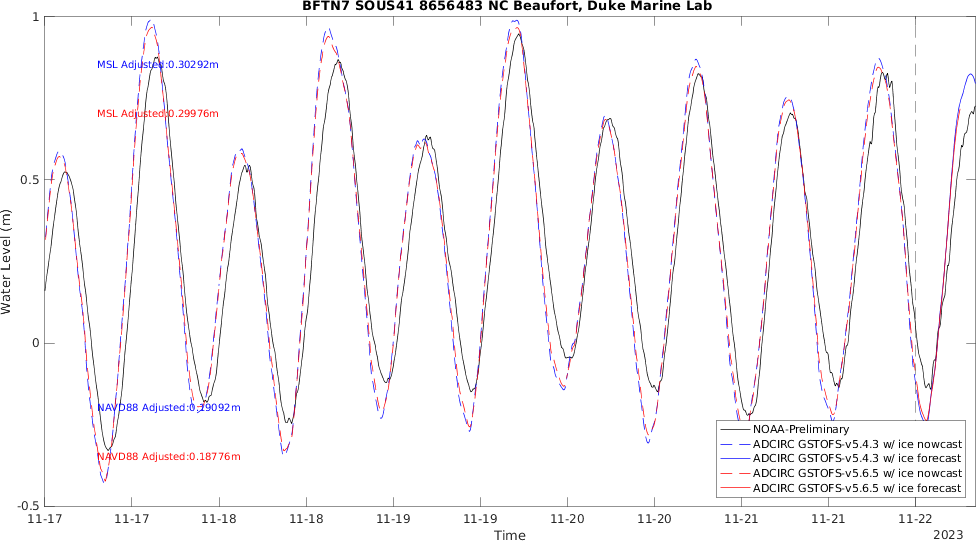 BFTN7 SOUS41 8656483 NC Beaufort, Duke Marine Lab
1
MSL Adjusted:0.30292m
MSL Adjusted:0.29976m
0.5
Water Level (m)
0
NAVD88 Adjusted:0.19092m
NAVD88 Adjusted:0.18776m
NOAA-Preliminary
ADCIRC GSTOFS-v5.4.3 w/ ice nowcast
ADCIRC GSTOFS-v5.4.3 w/ ice forecast
ADCIRC GSTOFS-v5.6.5 w/ ice nowcast
ADCIRC GSTOFS-v5.6.5 w/ ice forecast
-0.5
11-17 11-17 11-18 11-18 11-19 11-19 11-20 11-20 11-21 11-21 11-22
Time
2023